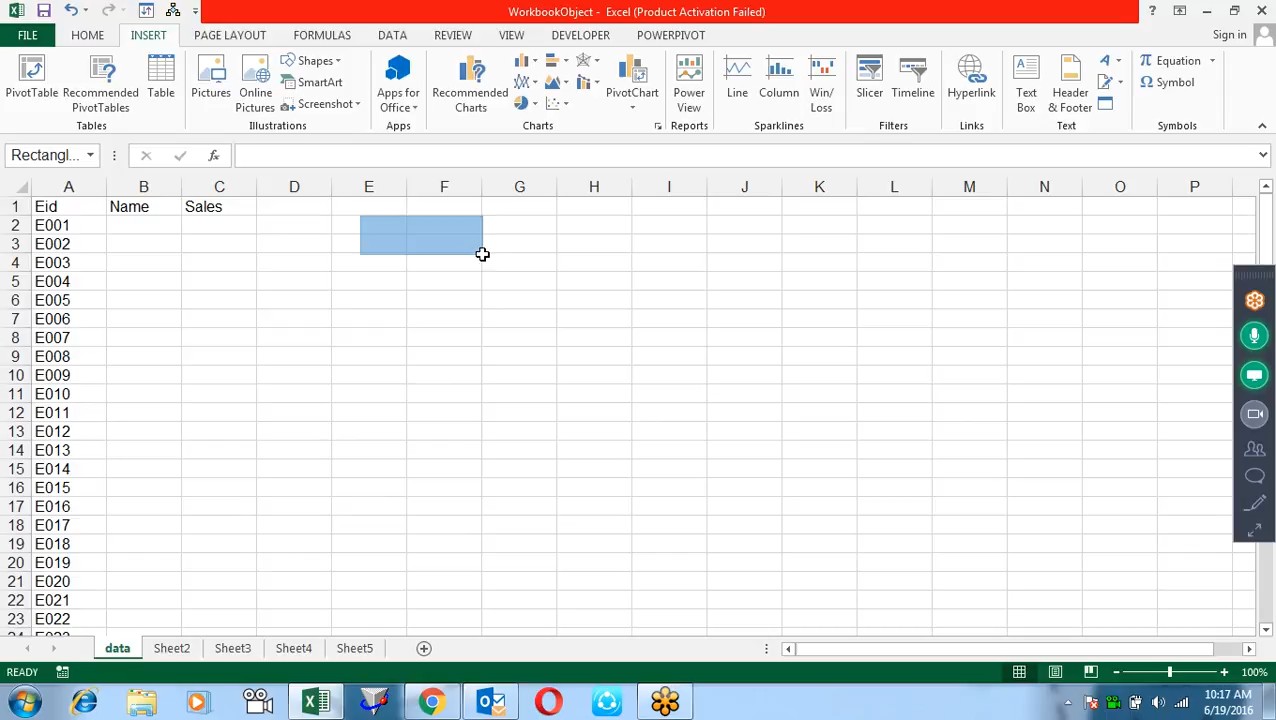 WorkbookObject - Excel (Product Activation Failed)
FILE HOME INSERT PAGE LAYOUT FORMULAS DATA REVIEW VIEW DEVELOPER POWERPIVOT Sign in
PivotTable
Recommended PivotTables
Table
Tables
Pictures
Online Pictures
Shapes
SmartArt
Screenshot
Illustrations
Apps for Office
Apps
Recommended Charts
PivotChart
Charts
Power View
Reports
Line
Column
Win/Loss
Sparklines
Slicer
Timeline
Filters
Hyperlink
Links
Text Box
Header & Footer
Text
Equation
Symbol
Symbols
Rectangl...
fx
A B C D E F G H I J K L M N O P
1 Eid Name Sales
2 E001
3 E002
4 E003
5 E004
6 E005
7 E006
8 E007
9 E008
10 E009
11 E010
12 E011
13 E012
14 E013
15 E014
16 E015
17 E016
18 E017
19 E018
20 E019
21 E020
22 E021
23 E022
data Sheet2 Sheet3 Sheet4 Sheet5
READY 100%
10:17 AM
6/19/2016